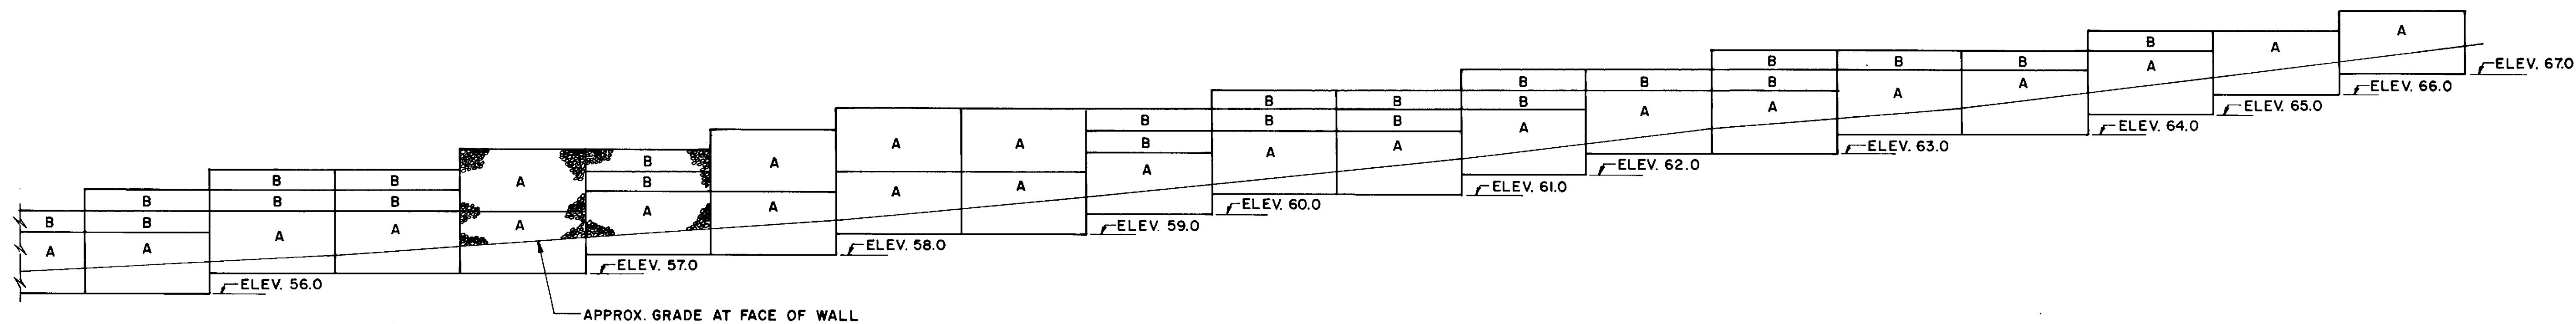 B
A
B
B
A
ELEV. 56.0
B
B
A
B
B
A
A
A
APPROX. GRADE AT FACE OF WALL
B
B
A
ELEV. 57.0
A
A
ELEV. 58.0
A
A
A
A
ELEV. 59.0
B
B
A
ELEV. 60.0
B
B
A
B
B
A
ELEV. 61.0
B
B
A
ELEV. 62.0
B
A
B
B
A
ELEV. 63.0
B
A
B
A
ELEV. 64.0
B
A
ELEV. 65.0
A
ELEV. 66.0
A
ELEV. 67.0